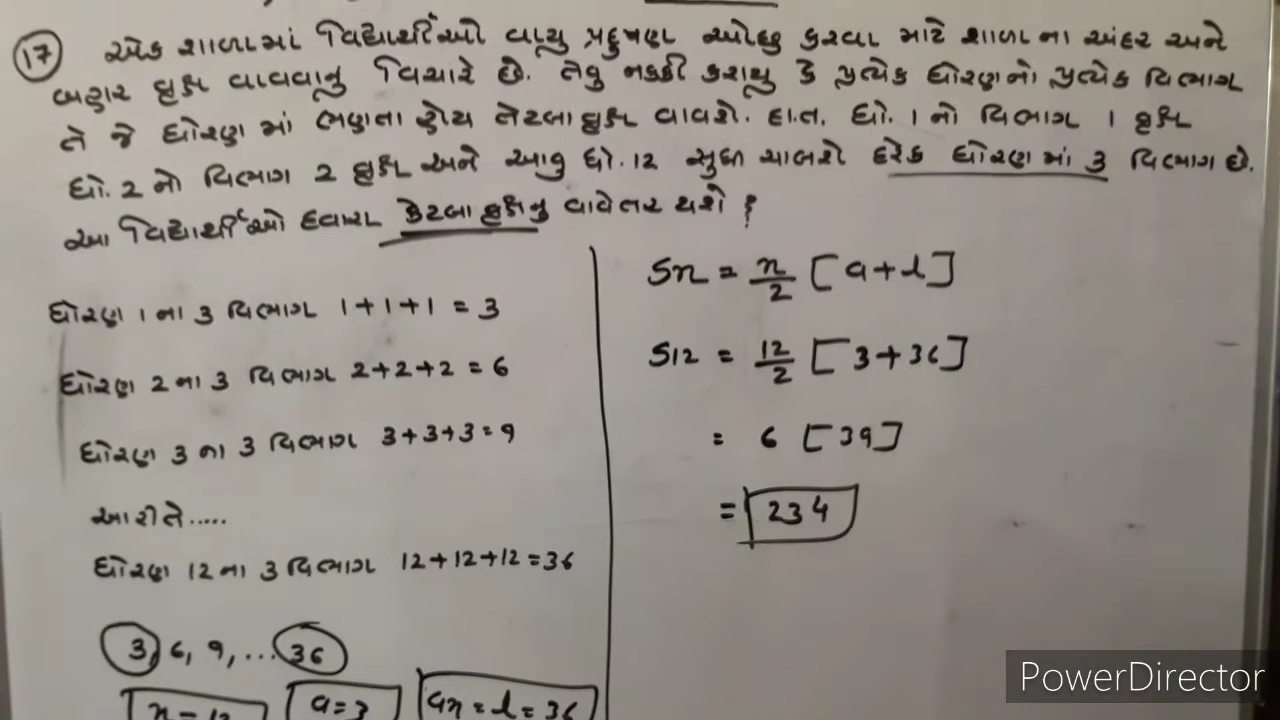 17 એક શાળામાં વિદ્યાર્થીઓ વાયુ પ્રદુષણ ઓછુ કરવા માટે શાળાના અંદર અને
બહાર વૃક્ષ વાવવાનુ વિચારે છે. તેવુ નક્કી કરાયુ કે પ્રત્યેક ધોરણનો પ્રત્યેક વિભાગ
તે જે ધોરણમાં ભણતા હોય તેટલા વૃક્ષ વાવશે. દા.ત. ધો. 1 નો વિભાગ 1 વૃક્ષ
ધો. 2 નો વિભાગ 2 વૃક્ષ અને આવુ ધો. 12 સુધી ચાલશે દરેક ધોરણમાં 3 વિભાગ છે.
આ વિદ્યાર્થીઓ દ્વારા કેટલા વૃક્ષનુ વાવેતર થશે ?
ધોરણ 1 ના 3 વિભાગ 1+1+1 = 3
ધોરણ 2 ના 3 વિભાગ 2+2+2 = 6
ધોરણ 3 ના 3 વિભાગ 3+3+3 = 9
આ રીતે.....
ધોરણ 12 ના 3 વિભાગ 12+12+12 = 36
3, 6, 9, ... 36
n = 12 a = 3 an = l = 36
Sn = n/2 [a+l]
S12 = 12/2 [3+36]
= 6 [39]
= 234
PowerDirector